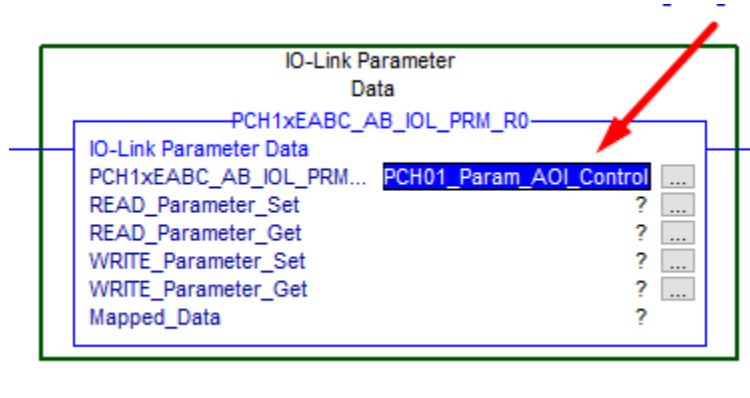 IO-Link Parameter
Data
PCH1xEABC_AB_IOL_PRM_R0
IO-Link Parameter Data
PCH1xEABC_AB_IOL_PRM... PCH01_Param_AOI_Control ...
READ_Parameter_Set ? ...
READ_Parameter_Get ? ...
WRITE_Parameter_Set ? ...
WRITE_Parameter_Get ? ...
Mapped_Data ?